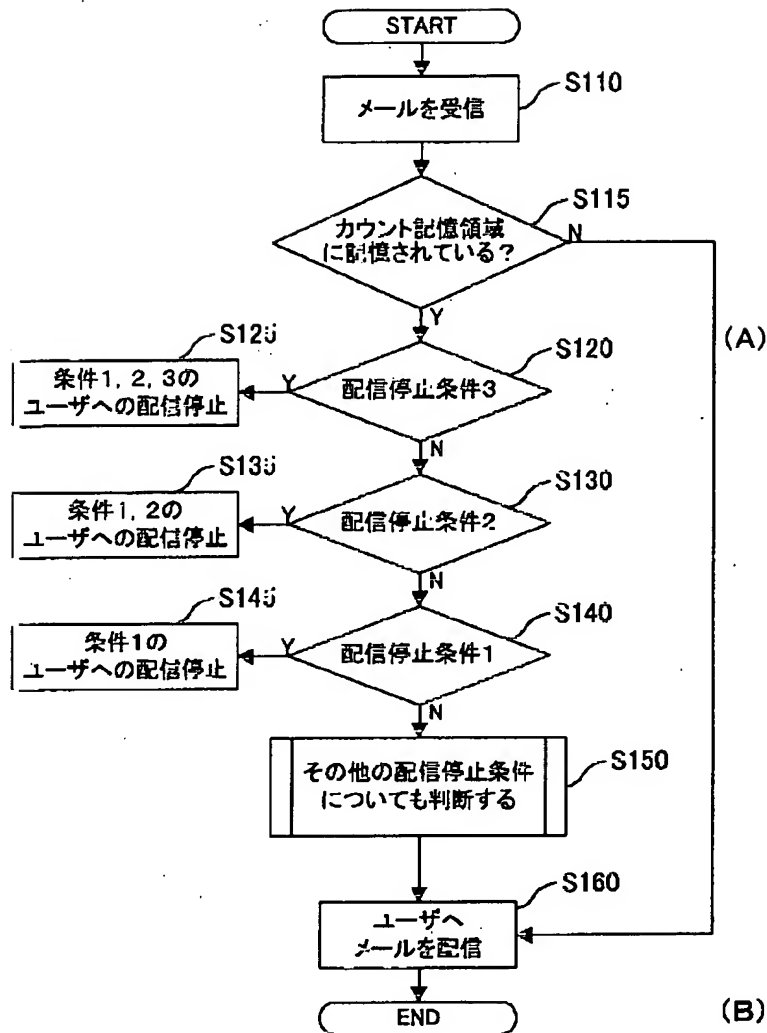 START
メールを受信
S110
カウント記憶領域
に記憶されている?
S115
N
Y
(A)
S125
条件1, 2, 3の
ユーザへの配信停止
Y
配信停止条件3
S120
N
S135
条件1, 2の
ユーザへの配信停止
Y
配信停止条件2
S130
N
S145
条件1の
ユーザへの配信停止
Y
配信停止条件1
S140
N
その他の配信停止条件
についても判断する
S150
ユーザへ
メールを配信
S160
END
(B)